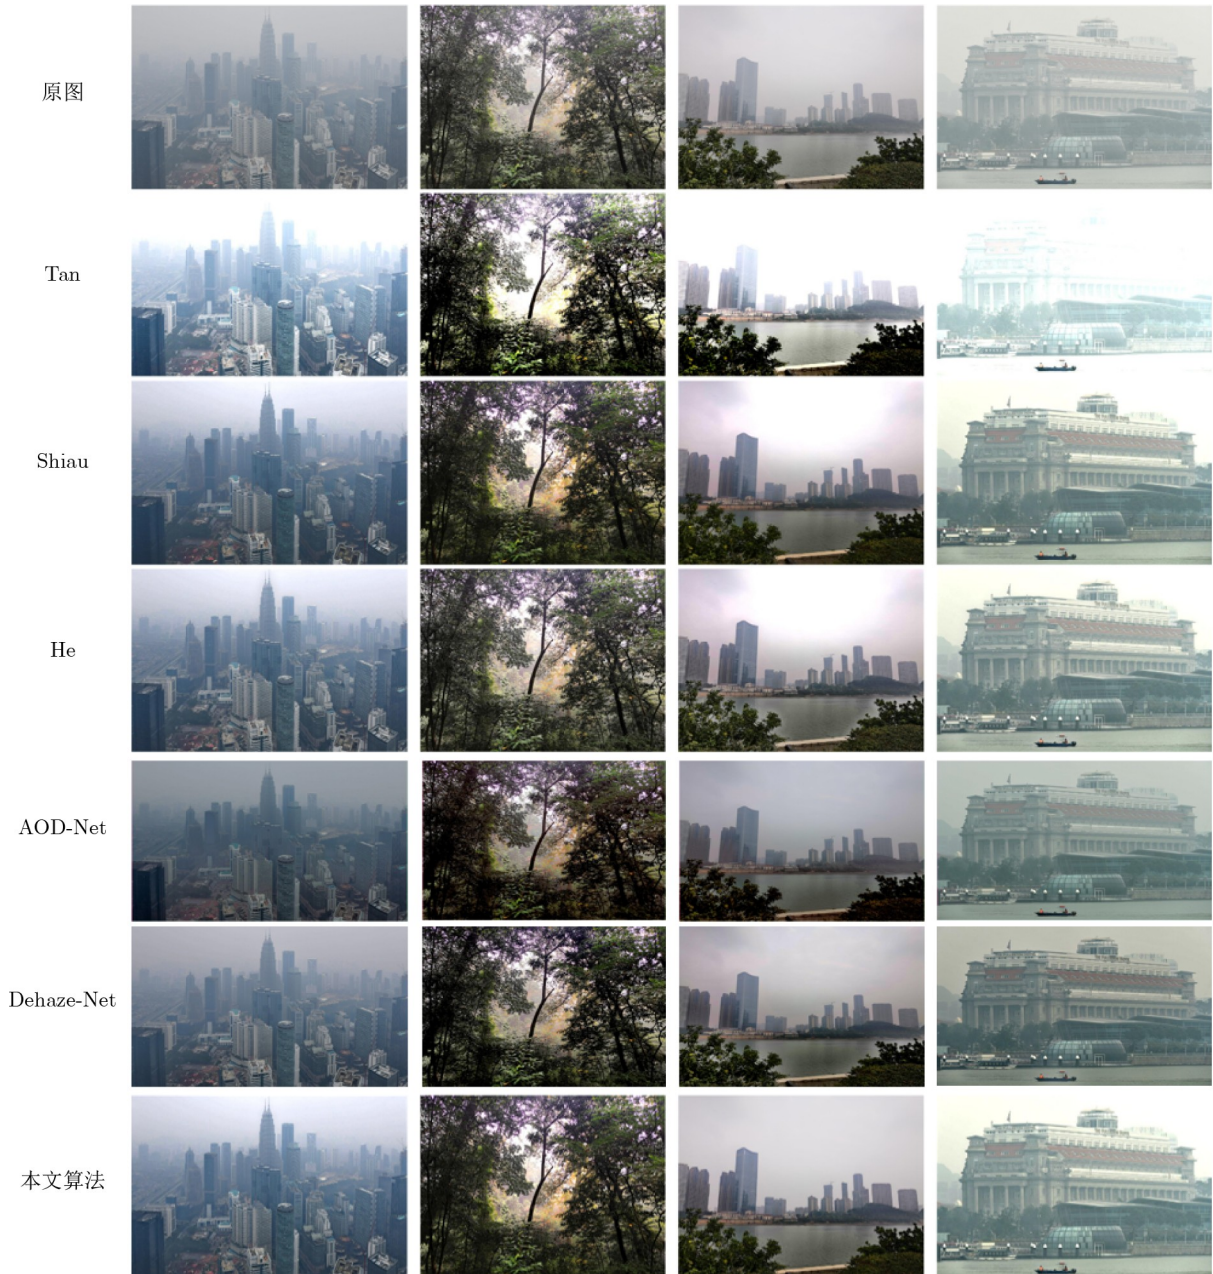 原图
Tan
Shiau
He
AOD-Net
Dehaze-Net
本文算法